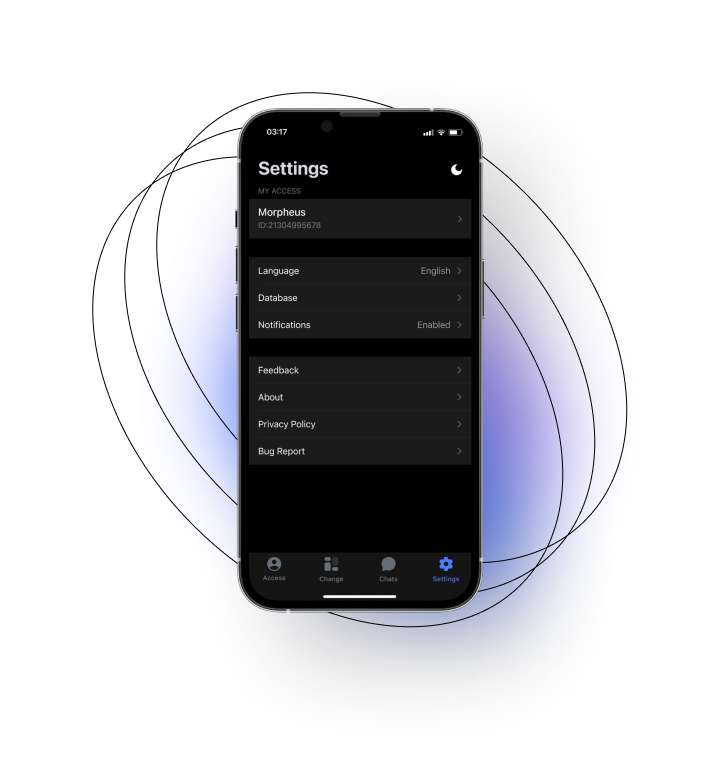 03:17
Settings
MY ACCESS
Morpheus
ID:21304995678
Language English
Database
Notifications Enabled
Feedback
About
Privacy Policy
Bug Report
Access Change Chats Settings